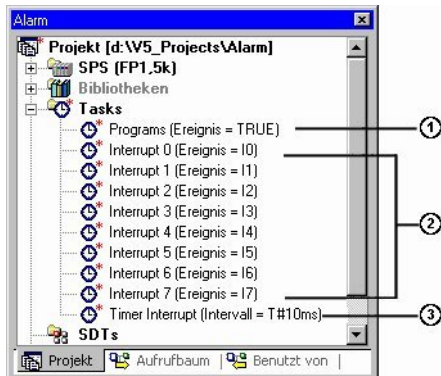 Alarm
Projekt [d:\V5_Projects\Alarm]
SPS (FP1,5k)
Bibliotheken
Tasks
Programs (Ereignis = TRUE)
Interrupt 0 (Ereignis = I0)
Interrupt 1 (Ereignis = I1)
Interrupt 2 (Ereignis = I2)
Interrupt 3 (Ereignis = I3)
Interrupt 4 (Ereignis = I4)
Interrupt 5 (Ereignis = I5)
Interrupt 6 (Ereignis = I6)
Interrupt 7 (Ereignis = I7)
Timer Interrupt (Intervall = T#10ms)
SDTs
Projekt | Aufrufbaum | Benutzt von |
1
2
3